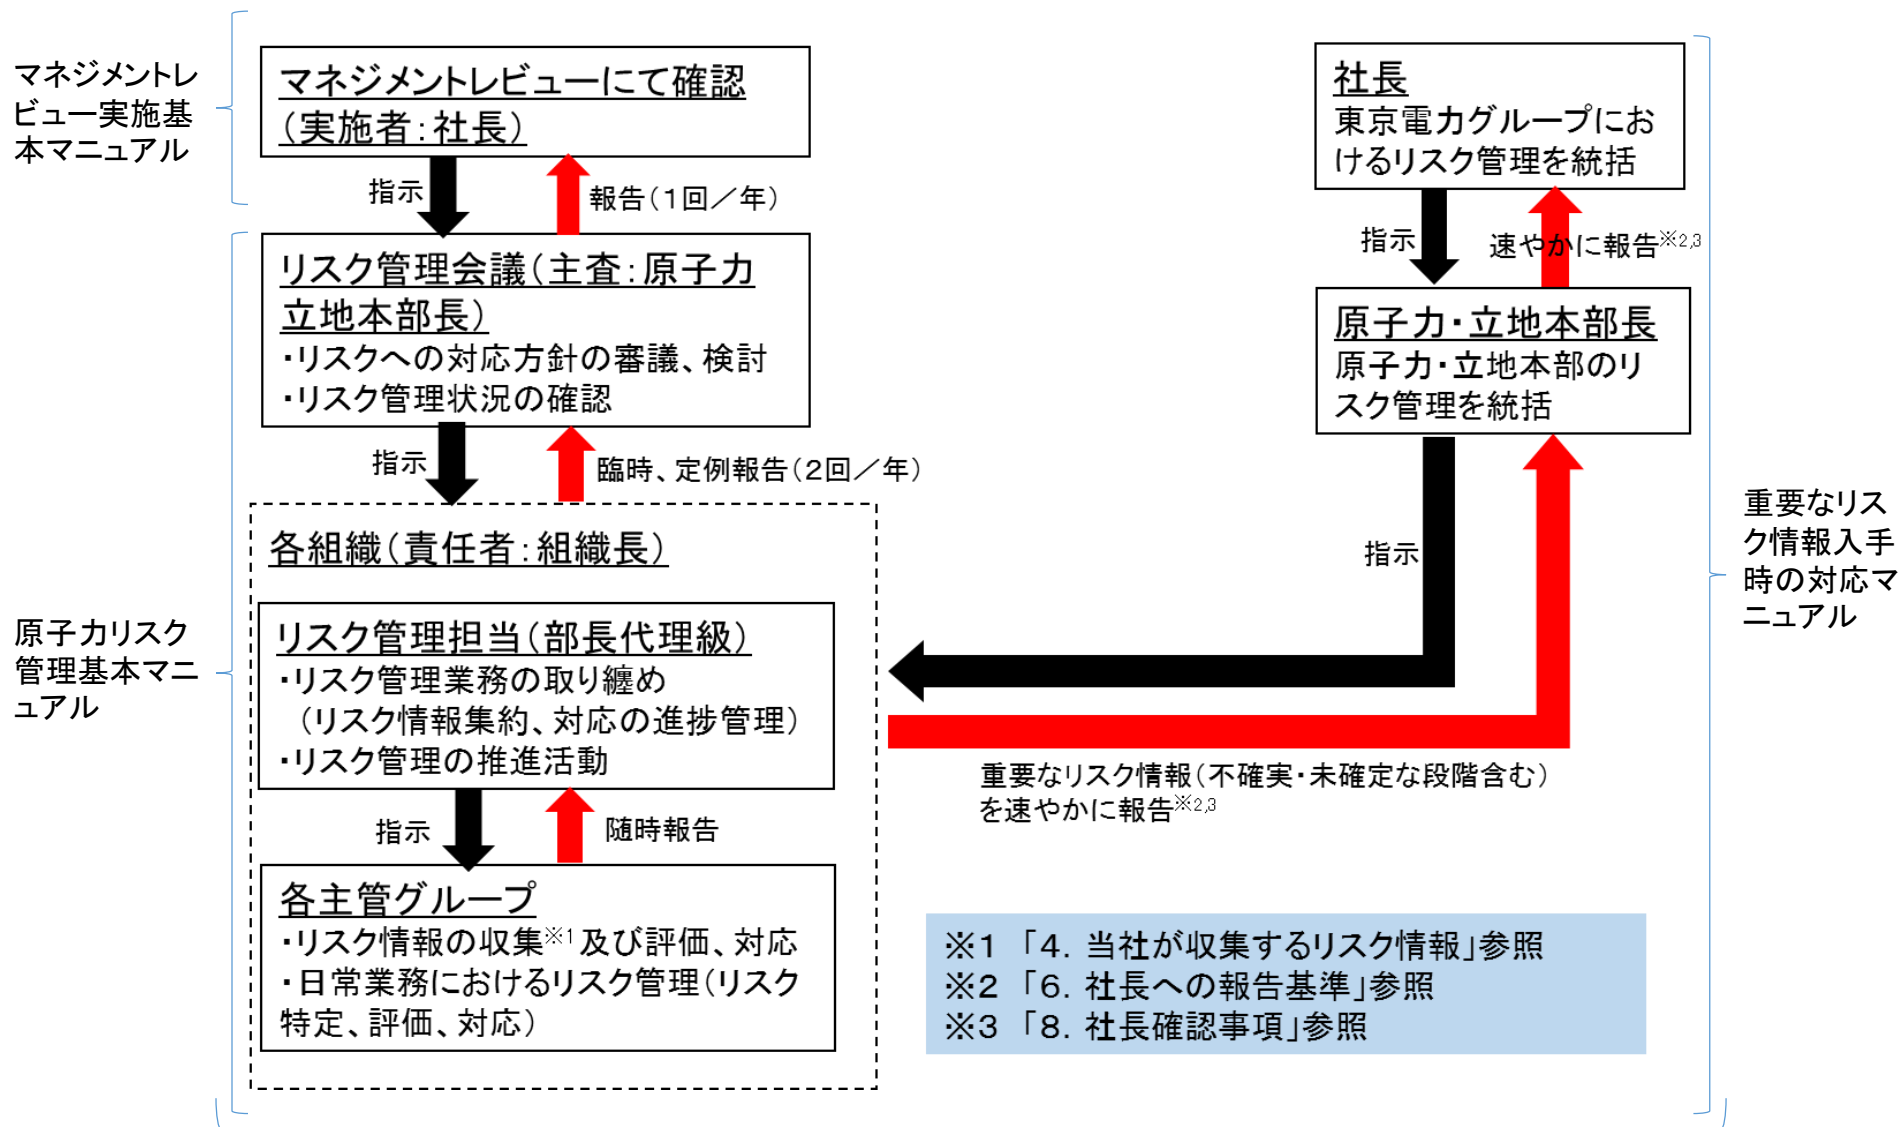 マネジメントレ
ビュー実施基
本マニュアル
マネジメントレビューにて確認
（実施者：社長）
指示
報告（１回／年）
リスク管理会議（主査：原子力
立地本部長）
・リスクへの対応方針の審議、検討
・リスク管理状況の確認
指示
臨時、定例報告（２回／年）
原子力リスク
管理基本マニ
ュアル
各組織（責任者：組織長）
リスク管理担当（部長代理級）
・リスク管理業務の取り纏め
（リスク情報集約、対応の進捗管理）
・リスク管理の推進活動
指示
随時報告
各主管グループ
・リスク情報の収集※1及び評価、対応
・日常業務におけるリスク管理（リスク
特定、評価、対応）
社長
東京電力グループにお
けるリスク管理を統括
指示
速やかに報告※2,3
原子力・立地本部長
原子力・立地本部のリ
スク管理を統括
指示
重要なリスク情報（不確実・未確定な段階含む）
を速やかに報告※2,3
重要なリス
ク情報入手
時の対応マ
ニュアル
※１ 「４．当社が収集するリスク情報」参照
※２ 「６．社長への報告基準」参照
※３ 「８．社長確認事項」参照